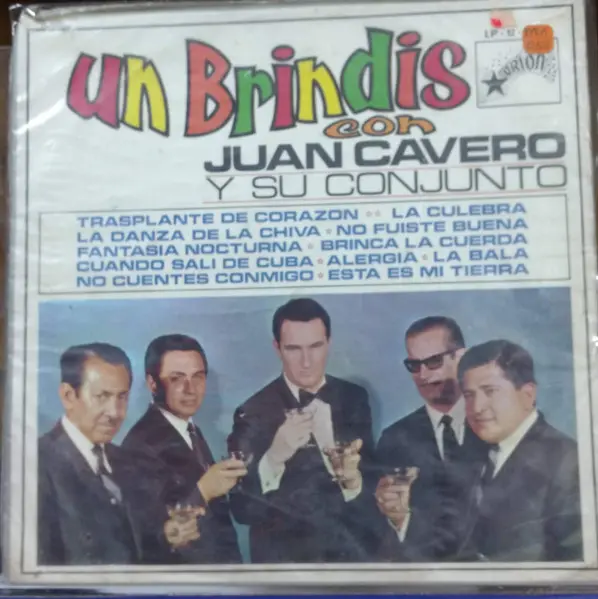 LP - 12 -
un Brindis
ORION
con
JUAN CAVERO
Y SU CONJUNTO
TRASPLANTE DE CORAZON ** LA CULEBRA
LA DANZA DE LA CHIVA * NO FUISTE BUENA
FANTASIA NOCTURNA * BRINCA LA CUERDA
CUANDO SALI DE CUBA * ALERGIA * LA BALA
NO CUENTES CONMIGO * ESTA ES MI TIERRA